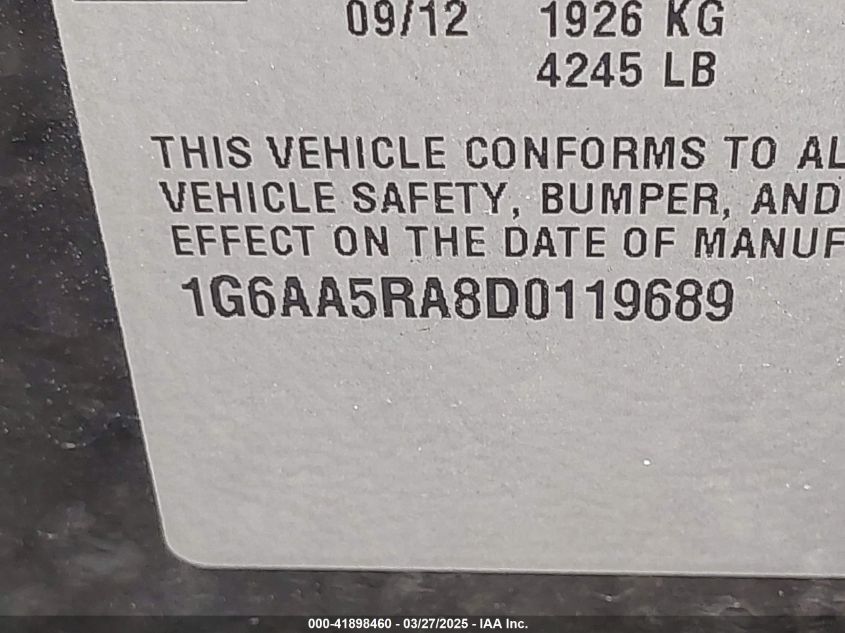 09/12 1926 KG
4245 LB
THIS VEHICLE CONFORMS TO AL
VEHICLE SAFETY, BUMPER, AND
EFFECT ON THE DATE OF MANUF
1G6AA5RA8D0119689
000-41898460 - 03/27/2025 - IAA Inc.